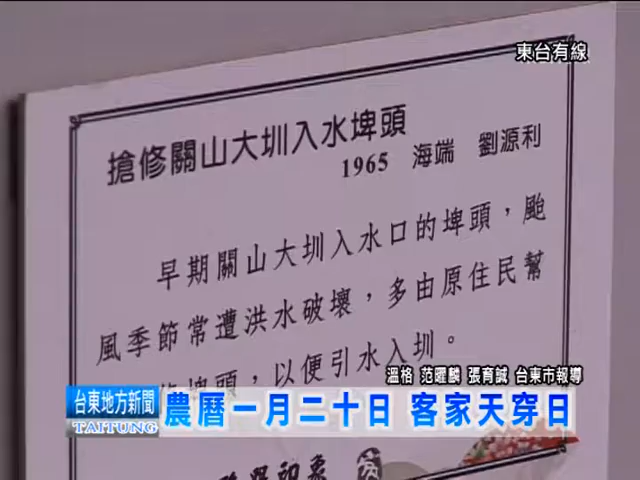 東台有線
搶修關山大圳入水埤頭
1965 海端 劉源利
早期關山大圳入水口的埤頭，颱
風季節常遭洪水破壞，多由原住民幫
埤頭，以便引水入圳。
溫格 范曜麟 張育誠 台東市報導
台東地方新聞
TAITUNG
農曆一月二十日 客家天穿日
印象